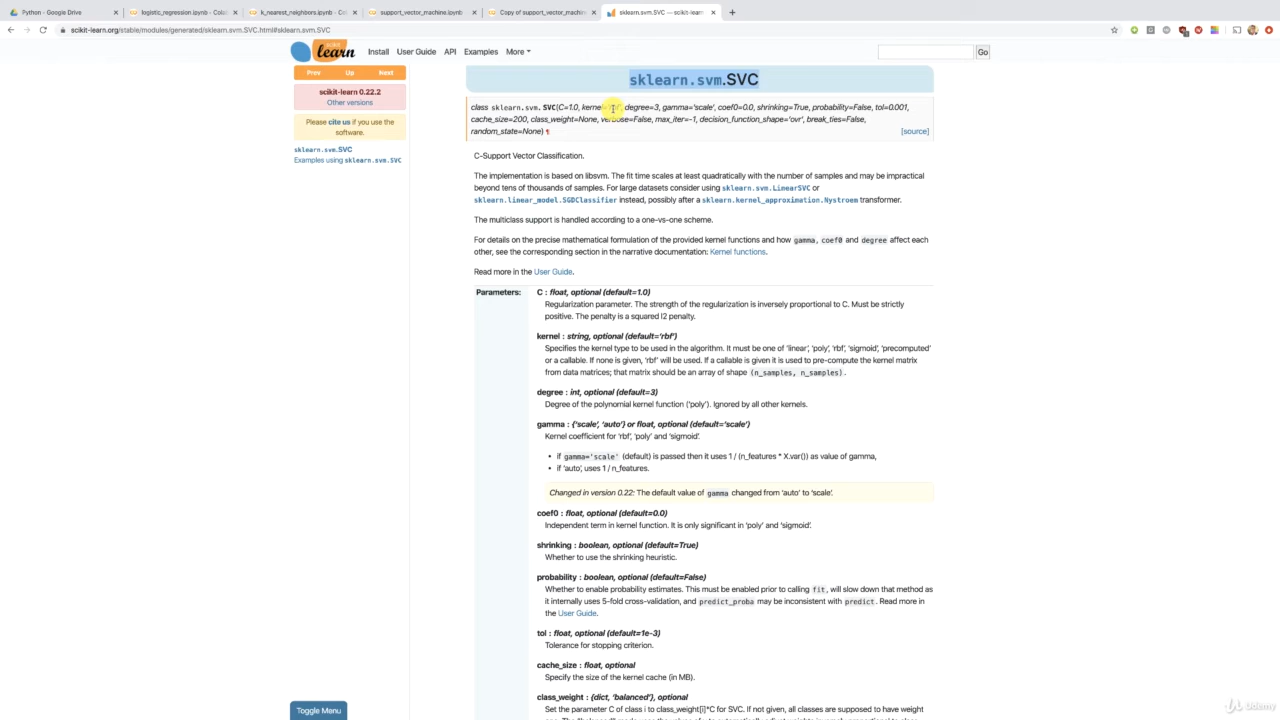 Python - Google Drive
logistic_regression.ipynb - Cola
k_nearest_neighbors.ipynb - Col
support_vector_machine.ipynb
Copy of support_vector_machine
sklearn.svm.SVC — scikit-learn
scikit-learn.org/stable/modules/generated/sklearn.svm.SVC.html#sklearn.svm.SVC
scikit
learn
Install User Guide API Examples More
Go
Prev Up Next
scikit-learn 0.22.2
Other versions
Please cite us if you use the
software.
sklearn.svm.SVC
Examples using sklearn.svm.SVC
sklearn.svm.SVC
class sklearn.svm.SVC(C=1.0, kernel= degree=3, gamma='scale', coef0=0.0, shrinking=True, probability=False, tol=0.001,
cache_size=200, class_weight=None, verbose=False, max_iter=-1, decision_function_shape='ovr', break_ties=False,
random_state=None) ¶
[source]
C-Support Vector Classification.
The implementation is based on libsvm. The fit time scales at least quadratically with the number of samples and may be impractical
beyond tens of thousands of samples. For large datasets consider using sklearn.svm.LinearSVC or
sklearn.linear_model.SGDClassifier instead, possibly after a sklearn.kernel_approximation.Nystroem transformer.
The multiclass support is handled according to a one-vs-one scheme.
For details on the precise mathematical formulation of the provided kernel functions and how gamma, coef0 and degree affect each
other, see the corresponding section in the narrative documentation: Kernel functions.
Read more in the User Guide.
Parameters:
C : float, optional (default=1.0)
Regularization parameter. The strength of the regularization is inversely proportional to C. Must be strictly
positive. The penalty is a squared l2 penalty.
kernel : string, optional (default='rbf')
Specifies the kernel type to be used in the algorithm. It must be one of 'linear', 'poly', 'rbf', 'sigmoid', 'precomputed'
or a callable. If none is given, 'rbf' will be used. If a callable is given it is used to pre-compute the kernel matrix
from data matrices; that matrix should be an array of shape (n_samples, n_samples).
degree : int, optional (default=3)
Degree of the polynomial kernel function ('poly'). Ignored by all other kernels.
gamma : {'scale', 'auto'} or float, optional (default='scale')
Kernel coefficient for 'rbf', 'poly' and 'sigmoid'.
• if gamma='scale' (default) is passed then it uses 1 / (n_features * X.var()) as value of gamma,
• if 'auto', uses 1 / n_features.
Changed in version 0.22: The default value of gamma changed from 'auto' to 'scale'.
coef0 : float, optional (default=0.0)
Independent term in kernel function. It is only significant in 'poly' and 'sigmoid'.
shrinking : boolean, optional (default=True)
Whether to use the shrinking heuristic.
probability : boolean, optional (default=False)
Whether to enable probability estimates. This must be enabled prior to calling fit, will slow down that method as
it internally uses 5-fold cross-validation, and predict_proba may be inconsistent with predict. Read more in
the User Guide.
tol : float, optional (default=1e-3)
Tolerance for stopping criterion.
cache_size : float, optional
Specify the size of the kernel cache (in MB).
class_weight : {dict, 'balanced'}, optional
Set the parameter C of class i to class_weight[i]*C for SVC. If not given, all classes are supposed to have weight
Toggle Menu
Udemy